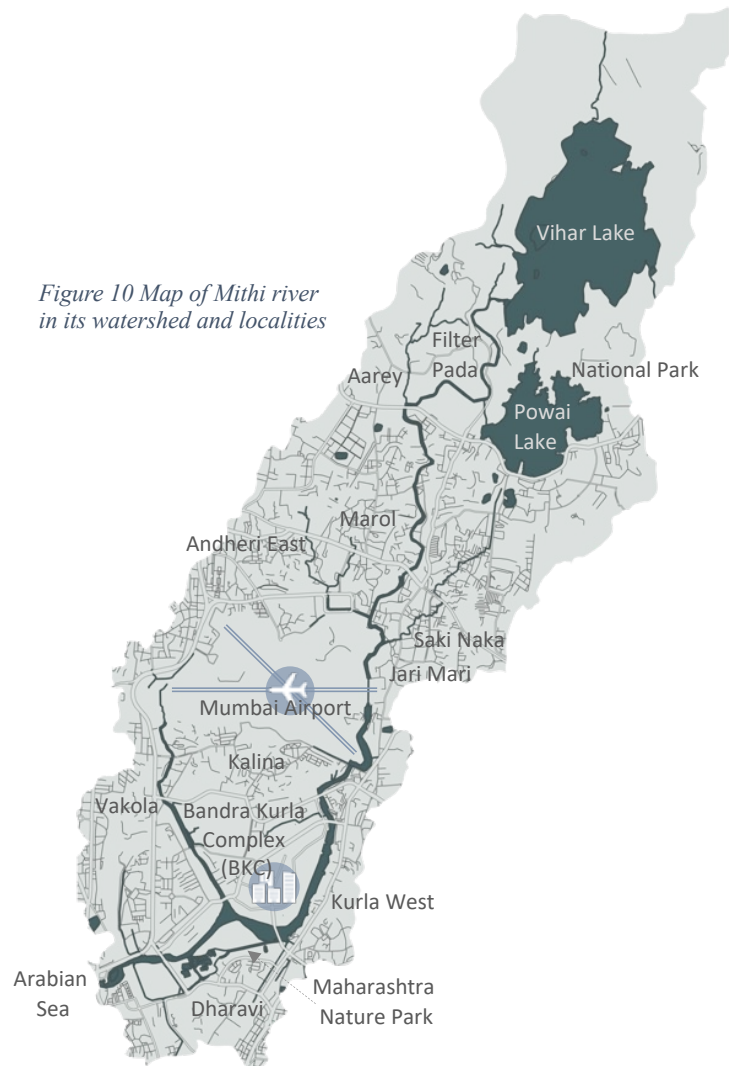 Vihar Lake
Figure 10 Map of Mithi river
in its watershed and localities
Filter
Pada
Aarey
National Park
Powai
Lake
Marol
Andheri East
Saki Naka
Jari Mari
Mumbai Airport
Kalina
Vakola
Bandra Kurla
Complex
(BKC)
Kurla West
Arabian
Sea
Maharashtra
Nature Park
Dharavi